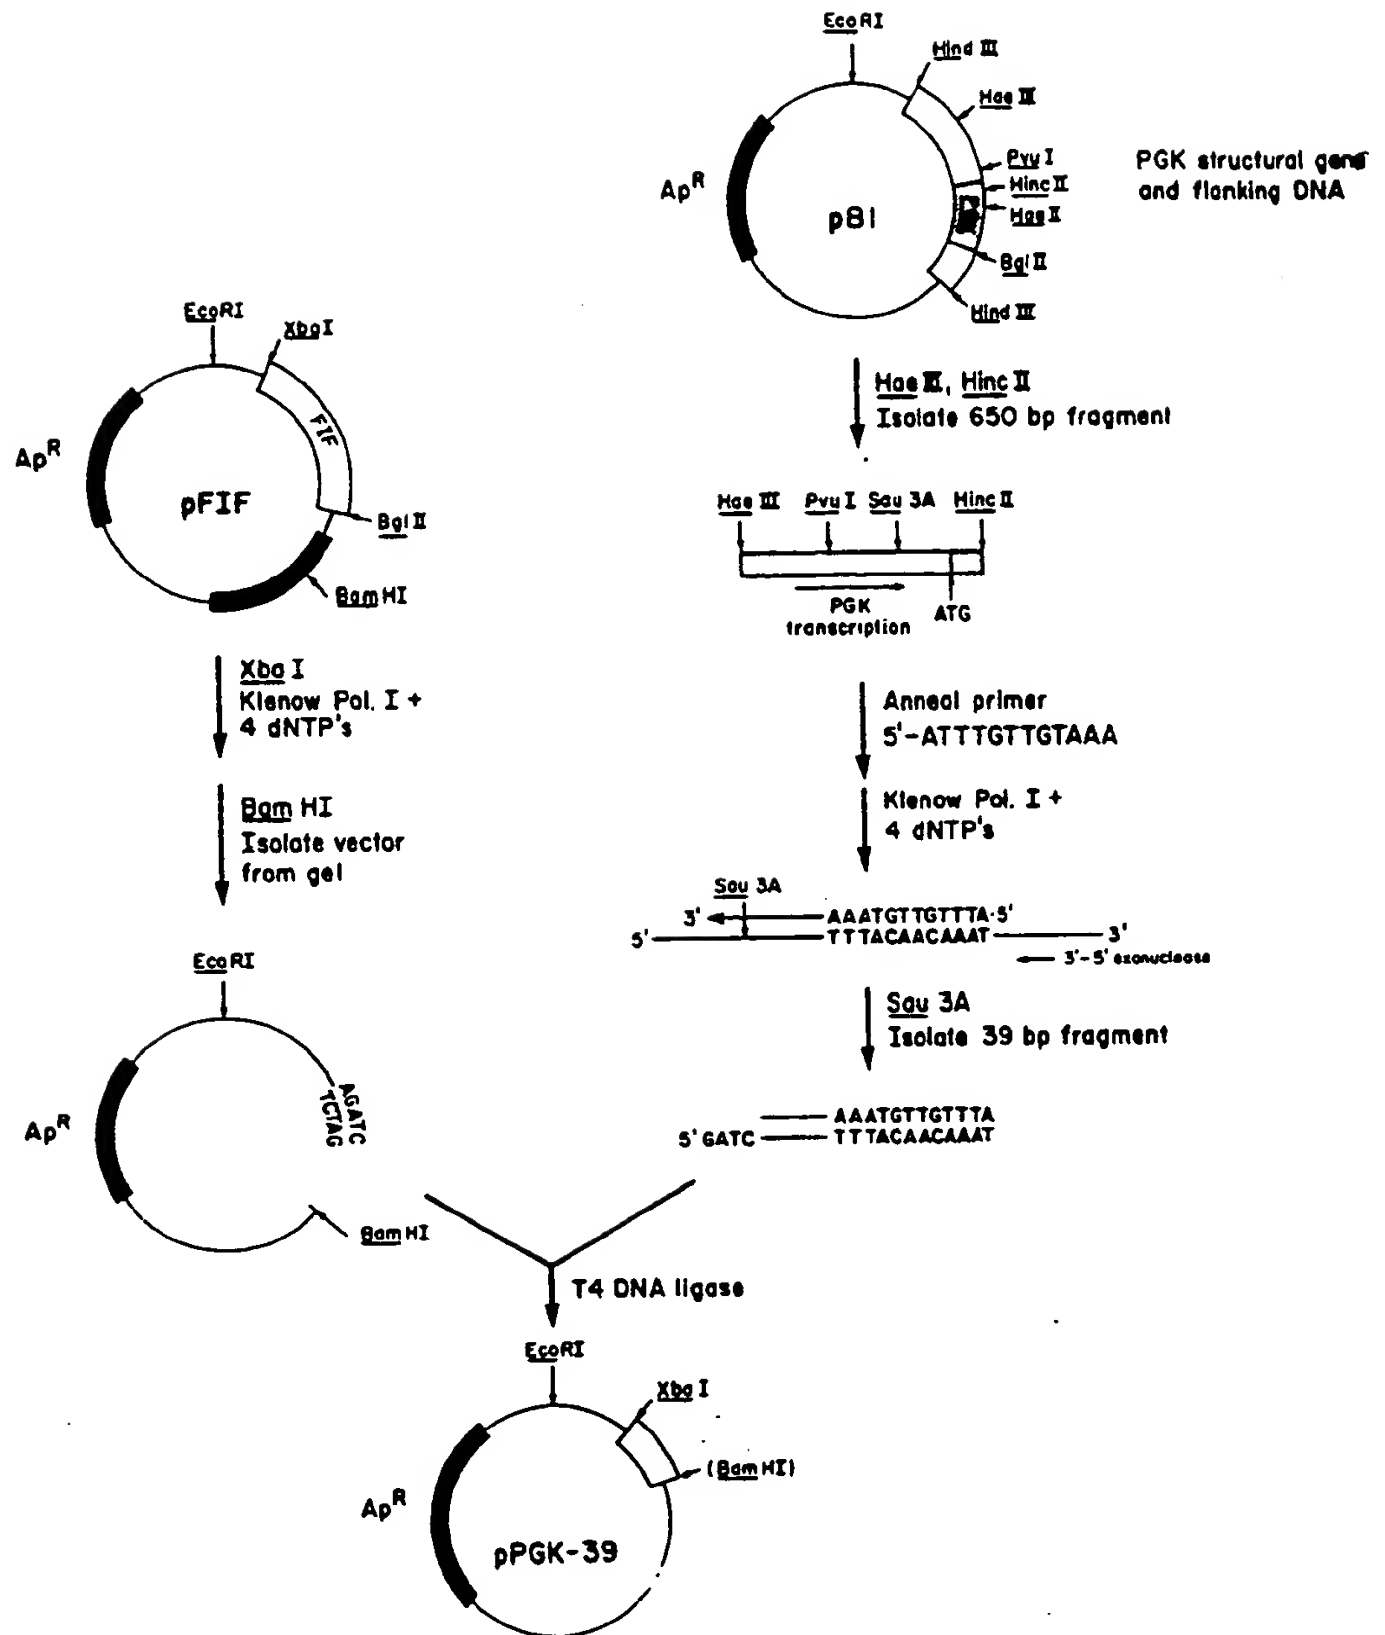 EcoRI
Hind III
Hae III
Pvu I
Hinc II
Hae II
Bgl II
Hind III
Ap^R
p81
PGK structural gene
and flanking DNA
Hae III, Hinc II
Isolate 650 bp fragment
Hae III
Pvu I
Sau 3A
Hinc II
PGK
transcription
ATG
Anneal primer
5'-ATTTGTTGTAAA
Klenow Pol. I +
4 dNTP's
Sau 3A
3'
AAATGTTGTTTA-5'
5'
TTTACAACAAAT
3'
3'-5' exonuclease
Sau 3A
Isolate 39 bp fragment
AAATGTTGTTTA
5' GATC
TTTACAACAAAT
EcoRI
XbaI
FIF
Ap^R
pFIF
Bgl II
Bam HI
Xba I
Klenow Pol. I +
4 dNTP's
Bam HI
Isolate vector
from gel
EcoRI
AGATC
TCTAG
Ap^R
Bam HI
T4 DNA ligase
EcoRI
Xba I
(Bam HI)
Ap^R
pPGK-39